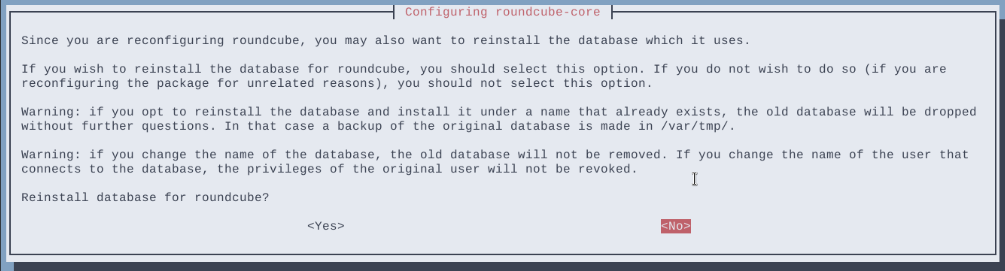 Configuring roundcube-core
Since you are reconfiguring roundcube, you may also want to reinstall the database which it uses.
If you wish to reinstall the database for roundcube, you should select this option. If you do not wish to do so (if you are
reconfiguring the package for unrelated reasons), you should not select this option.
Warning: if you opt to reinstall the database and install it under a name that already exists, the old database will be dropped
without further questions. In that case a backup of the original database is made in /var/tmp/.
Warning: if you change the name of the database, the old database will not be removed. If you change the name of the user that
connects to the database, the privileges of the original user will not be revoked.
Reinstall database for roundcube?
<Yes> <No>